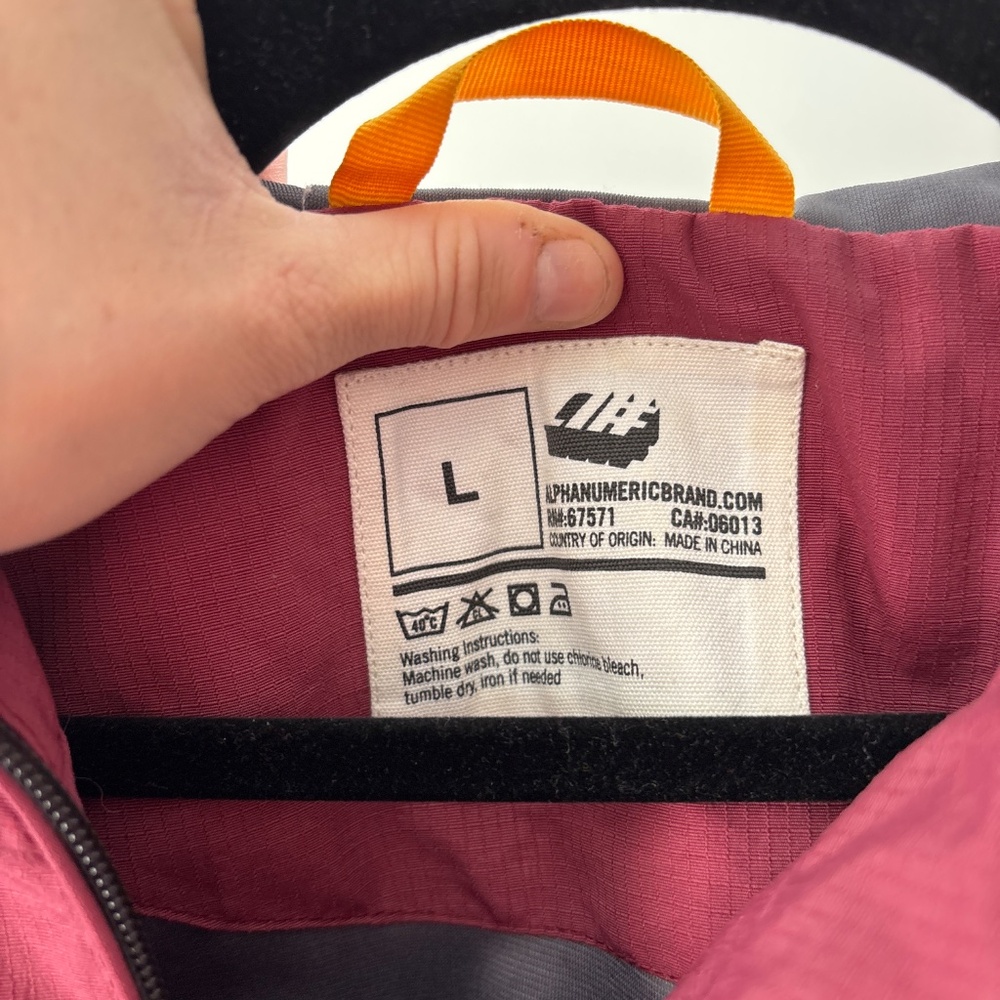 L
ALPHANUMERICBRAND.COM
RN#:67571 CA#:06013
COUNTRY OF ORIGIN: MADE IN CHINA
40°C CL
Washing Instructions:
Machine wash, do not use chlorine bleach,
tumble dry, iron if needed